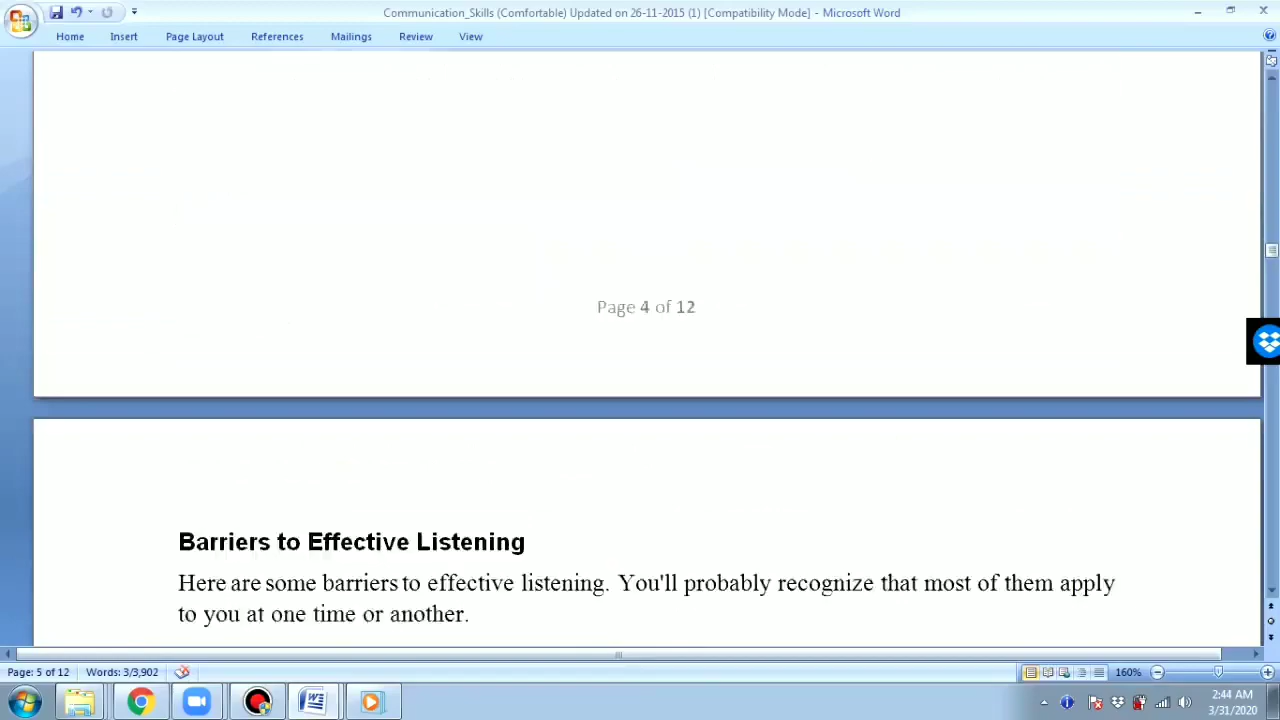 Communication_Skills (Comfortable) Updated on 26-11-2015 (1) [Compatibility Mode] - Microsoft Word
Home Insert Page Layout References Mailings Review View
Page 4 of 12
Barriers to Effective Listening
Here are some barriers to effective listening. You'll probably recognize that most of them apply
to you at one time or another.
Page: 5 of 12 Words: 3/3,902 160%
2:44 AM
3/31/2020